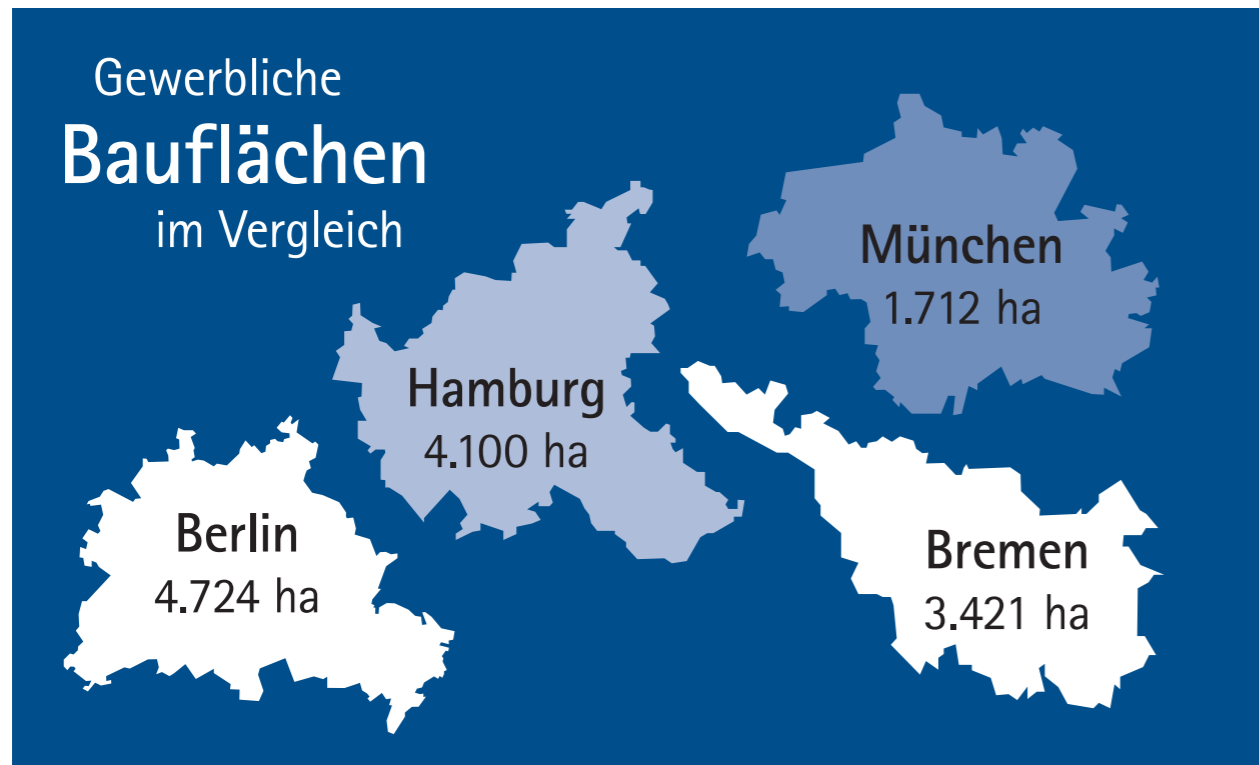 Gewerbliche
Bauflächen
im Vergleich
München
1.712 ha
Hamburg
4.100 ha
Berlin
4.724 ha
Bremen
3.421 ha